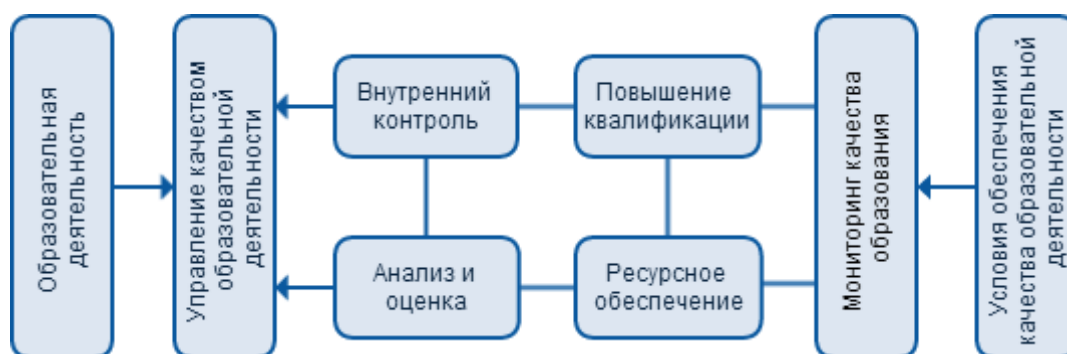 Образовательная
деятельность
Управление качеством
образовательной
деятельности
Внутренний
контроль
Повышение
квалификации
Анализ и
оценка
Ресурсное
обеспечение
Мониторинг качества
образования
Условия обеспечения
качества образовательной
деятельности